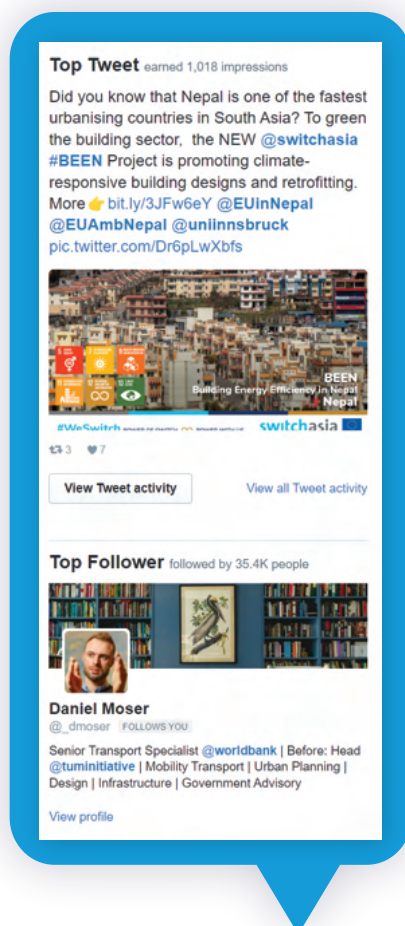 Top Tweet earned 1,018 impressions
Did you know that Nepal is one of the fastest
urbanising countries in South Asia? To green
the building sector, the NEW @switchasia
#BEEN Project is promoting climate-
responsive building designs and retrofitting.
More 👉 bit.ly/3JFw6eY @EUinNepal
@EUAmbNepal @uniinnsbruck
pic.twitter.com/Dr6pLwXbfs
BEEN
Building Energy Efficiency in Nepal
Nepal
#WeSwitch
switchasia
3 7
View Tweet activity
View all Tweet activity
Top Follower followed by 35.4K people
Daniel Moser
@_dmoser FOLLOWS YOU
Senior Transport Specialist @worldbank | Before: Head
@tuminitiative | Mobility Transport | Urban Planning |
Design | Infrastructure | Government Advisory
View profile